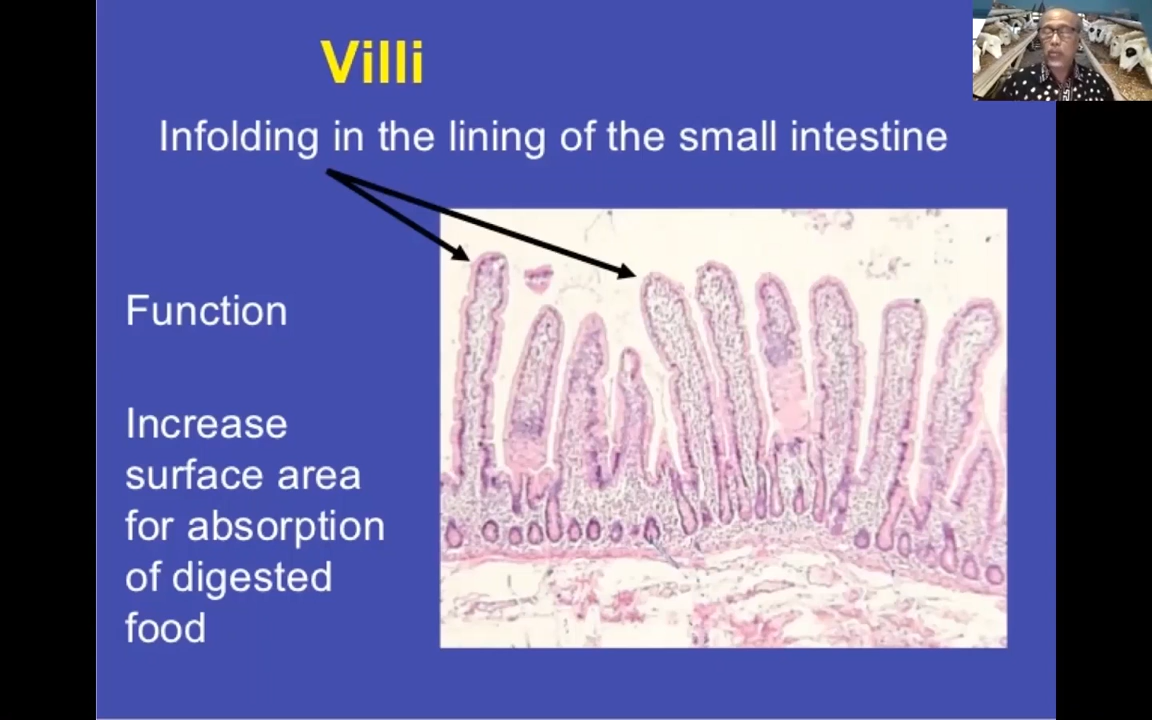 Villi
Infolding in the lining of the small intestine
Function
Increase
surface area
for absorption
of digested
food